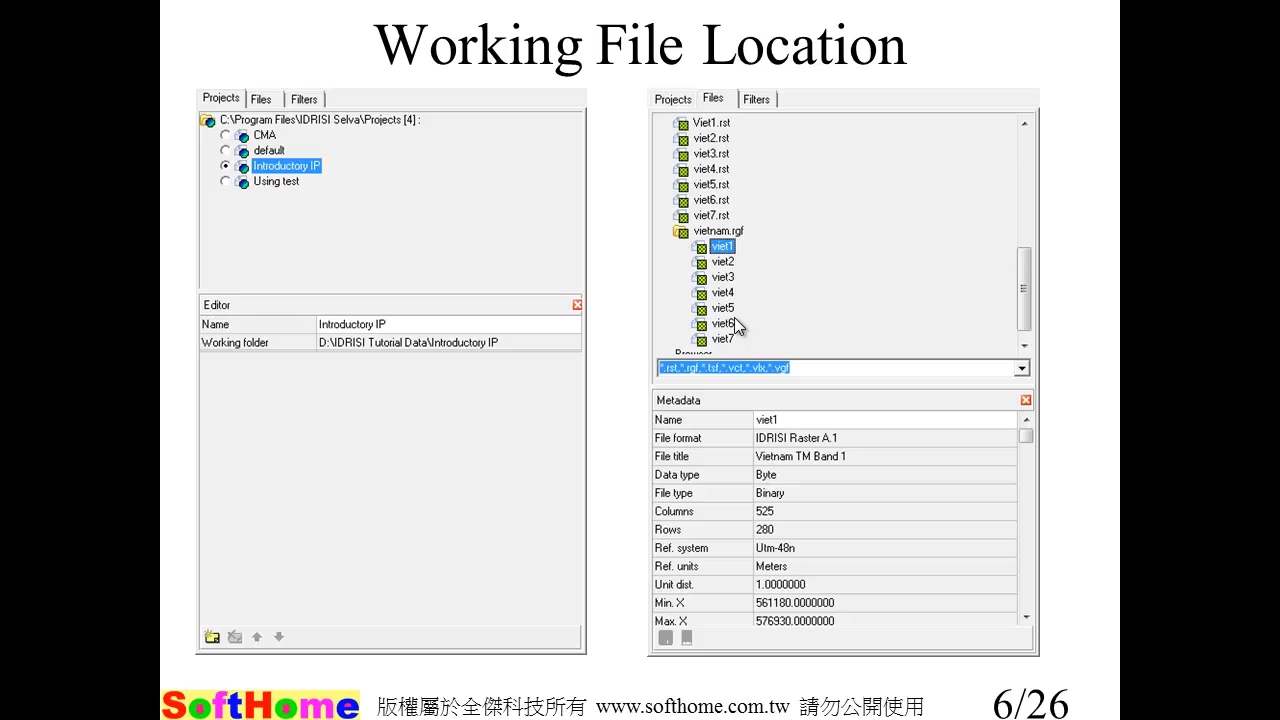 Working File Location
Projects Files Filters
C:\Program Files\IDRISI Selva\Projects [4] :
CMA
default
Introductory IP
Using test
Editor
Name Introductory IP
Working folder D:\IDRISI Tutorial Data\Introductory IP
Projects Files Filters
Viet1.rst
viet2.rst
viet3.rst
viet4.rst
viet5.rst
viet6.rst
viet7.rst
vietnam.rgf
viet1
viet2
viet3
viet4
viet5
viet6
viet7
Browser
*.rst,*.rgf,*.tsf,*.vct,*.vlx,*.vgf
Metadata
Name viet1
File format IDRISI Raster A.1
File title Vietnam TM Band 1
Data type Byte
File type Binary
Columns 525
Rows 280
Ref. system Utm-48n
Ref. units Meters
Unit dist. 1.0000000
Min. X 561180.0000000
Max. X 576930.0000000
SoftHome 版權屬於全傑科技所有 www.softhome.com.tw 請勿公開使用 6/26